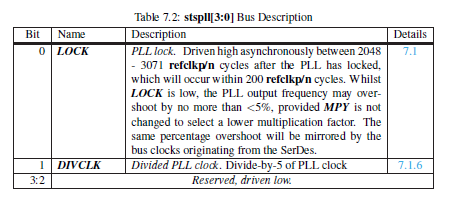 Table 7.2: stspll[3:0] Bus Description
Bit Name Description Details
0 LOCK PLL lock. Driven high asynchronously between 2048 7.1
- 3071 refclkp/n cycles after the PLL has locked,
which will occur within 200 refclkp/n cycles. Whilst
LOCK is low, the PLL output frequency may over-
shoot by no more than <5%, provided MPY is not
changed to select a lower multiplication factor. The
same percentage overshoot will be mirrored by the
bus clocks originating from the SerDes.
1 DIVCLK Divided PLL clock. Divide-by-5 of PLL clock 7.1.6
3:2 Reserved, driven low.